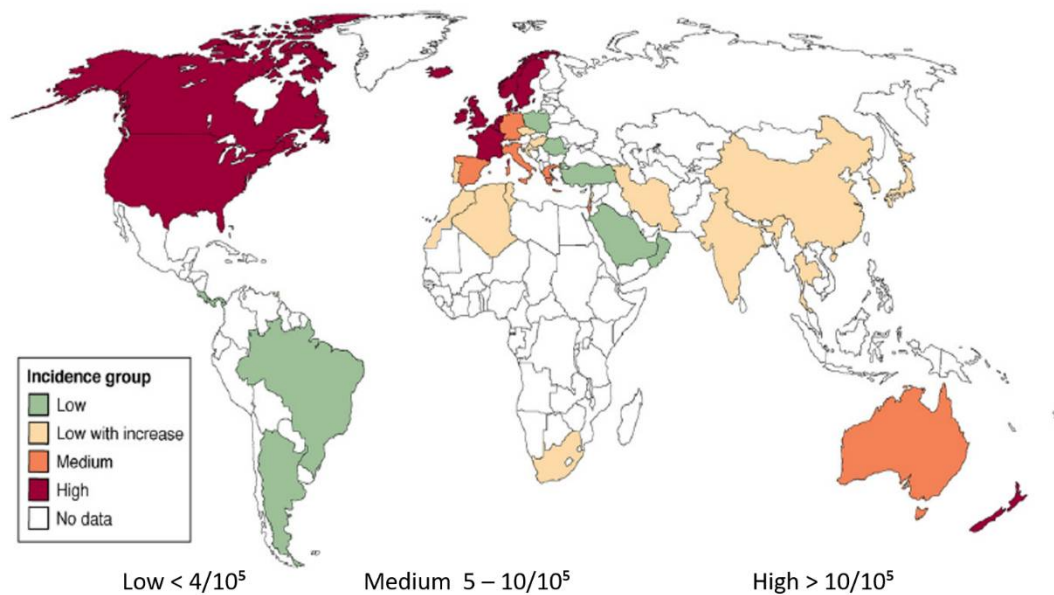 Incidence group
Low
Low with increase
Medium
High
No data
Low < 4/10⁵ Medium 5 – 10/10⁵ High > 10/10⁵